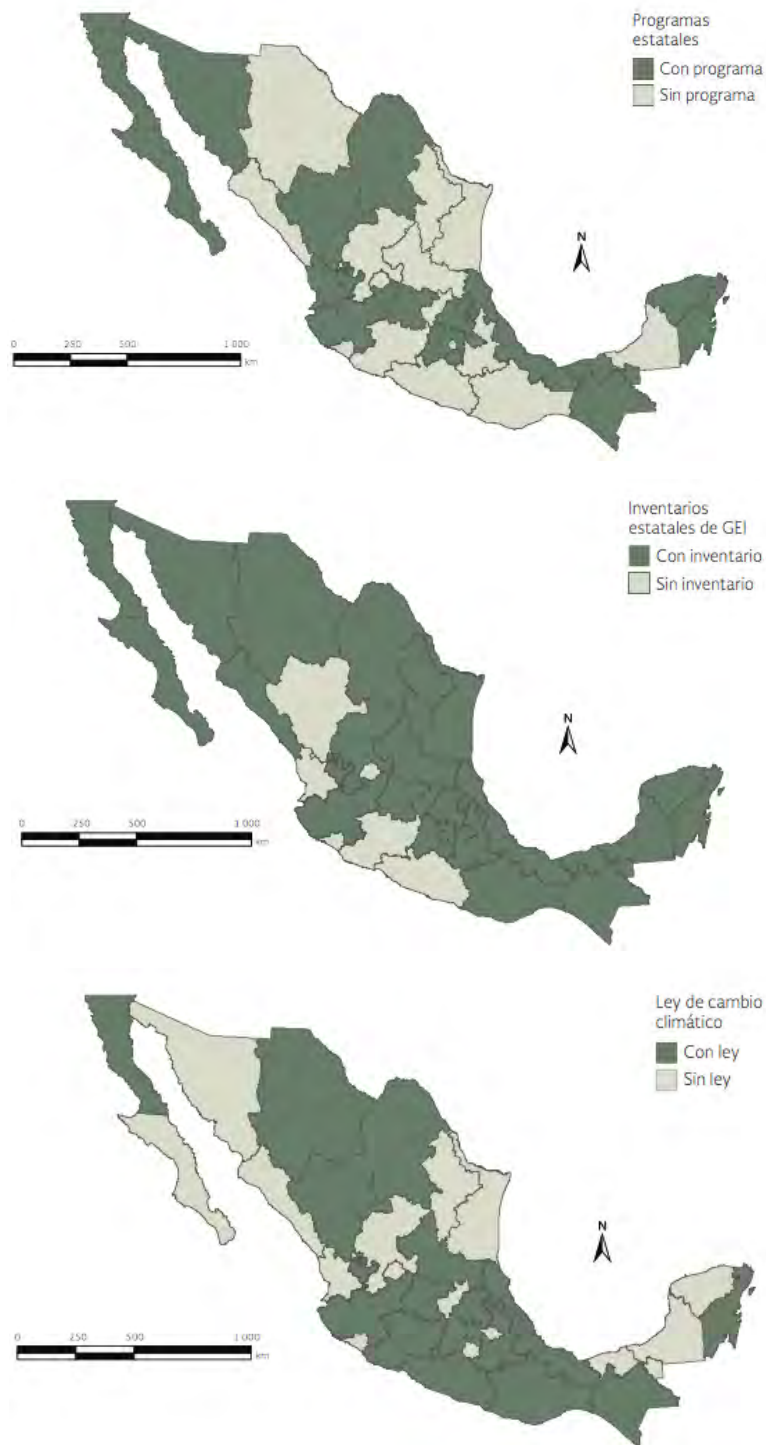 Programas
estatales
Con programa
Sin programa
N
0 250 500 1 000
km
Inventarios
estatales de GEI
Con inventario
Sin inventario
N
0 250 500 1 000
km
Ley de cambio
climático
Con ley
Sin ley
N
0 250 500 1 000
km